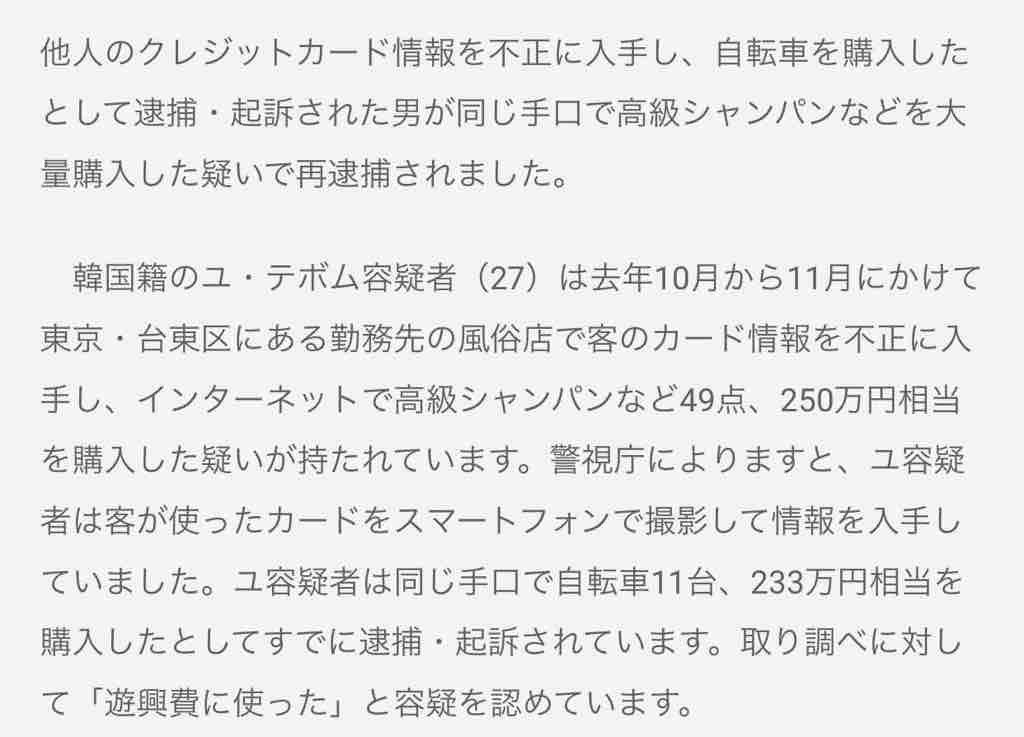 他人のクレジットカード情報を不正に入手し、自転車を購入した
として逮捕・起訴された男が同じ手口で高級シャンパンなどを大
量購入した疑いで再逮捕されました。
　韓国籍のユ・テボム容疑者（27）は去年10月から11月にかけて
東京・台東区にある勤務先の風俗店で客のカード情報を不正に入
手し、インターネットで高級シャンパンなど49点、250万円相当
を購入した疑いが持たれています。警視庁によりますと、ユ容疑
者は客が使ったカードをスマートフォンで撮影して情報を入手し
ていました。ユ容疑者は同じ手口で自転車11台、233万円相当を
購入したとしてすでに逮捕・起訴されています。取り調べに対し
て「遊興費に使った」と容疑を認めています。